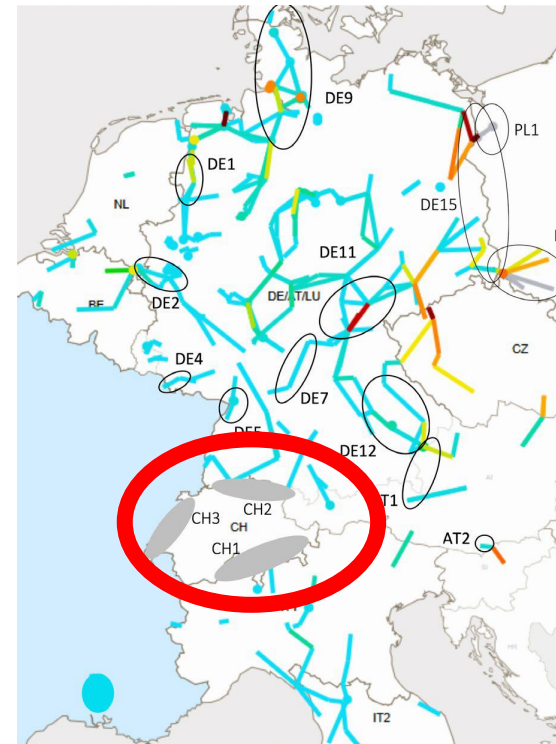 DE9
PL1
DE1
DE15
NL
DE11
DE/AT/LU
DE2
BE
CZ
DE4
DE7
DE5
DE12
CH2
CH3
CH
AT2
CH1
IT2